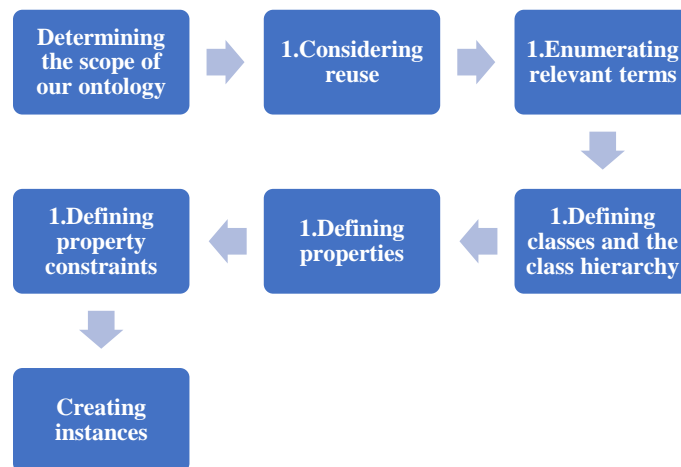 Determining
the scope of
our ontology
1.Considering
reuse
1.Enumerating
relevant terms
1.Defining
classes and the
class hierarchy
1.Defining
properties
1.Defining
property
constraints
Creating
instances